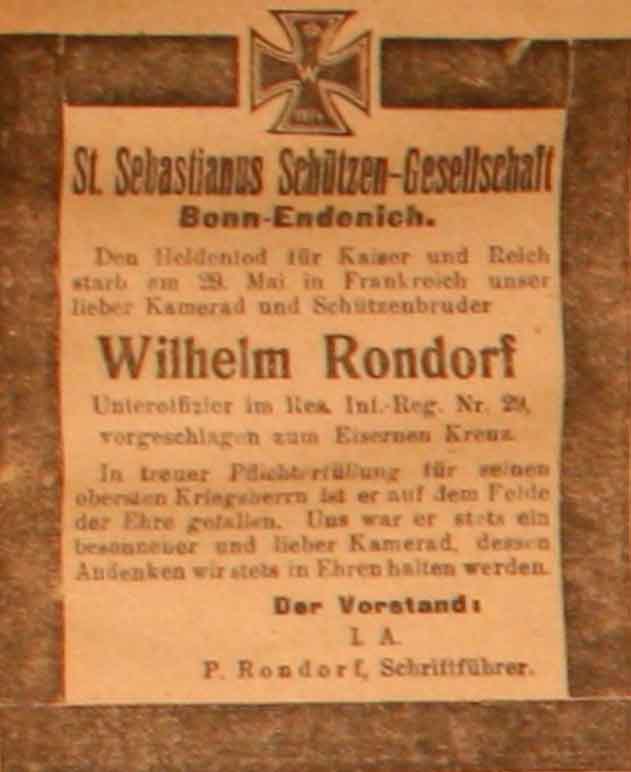 W
St. Sebastianus Schützen-Gesellschaft
Bonn-Endenich.
Den Heldentod für Kaiser und Reich
starb am 29. Mai in Frankreich unser
lieber Kamerad und Schützenbruder
Wilhelm Rondorf
Unteroffizier im Res. Inf.-Reg. Nr. 29,
vorgeschlagen zum Eisernen Kreuz.
In treuer Pflichterfüllung für seinen
obersten Kriegsherrn ist er auf dem Felde
der Ehre gefallen. Uns war er stets ein
besonnener und lieber Kamerad, dessen
Andenken wir stets in Ehren halten werden.
Der Vorstand:
I. A.
P. Rondorf, Schriftführer.